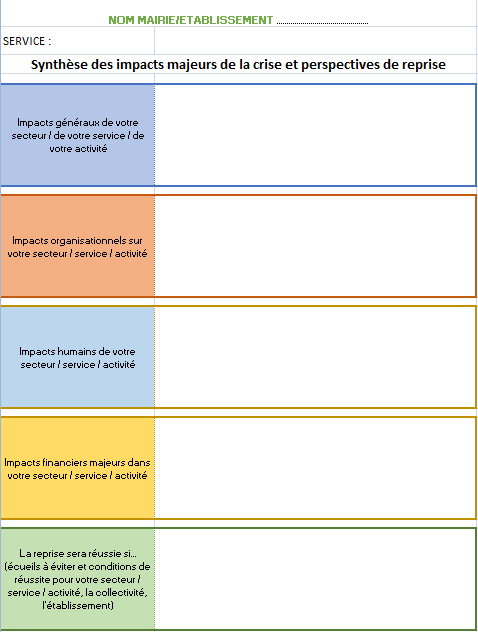 NOM MAIRIE/ETABLISSEMENT ................................
SERVICE :
Synthèse des impacts majeurs de la crise et perspectives de reprise
Impacts généraux de votre
secteur / de votre service / de
votre activité
Impacts organisationnels sur
votre secteur / service / activité
Impacts humains de votre
secteur / service / activité
Impacts financiers majeurs dans
votre secteur / service / activité
La reprise sera réussie si...
(écueils à éviter et conditions de
réussite pour votre secteur /
service / activité, la collectivité,
l'établissement)